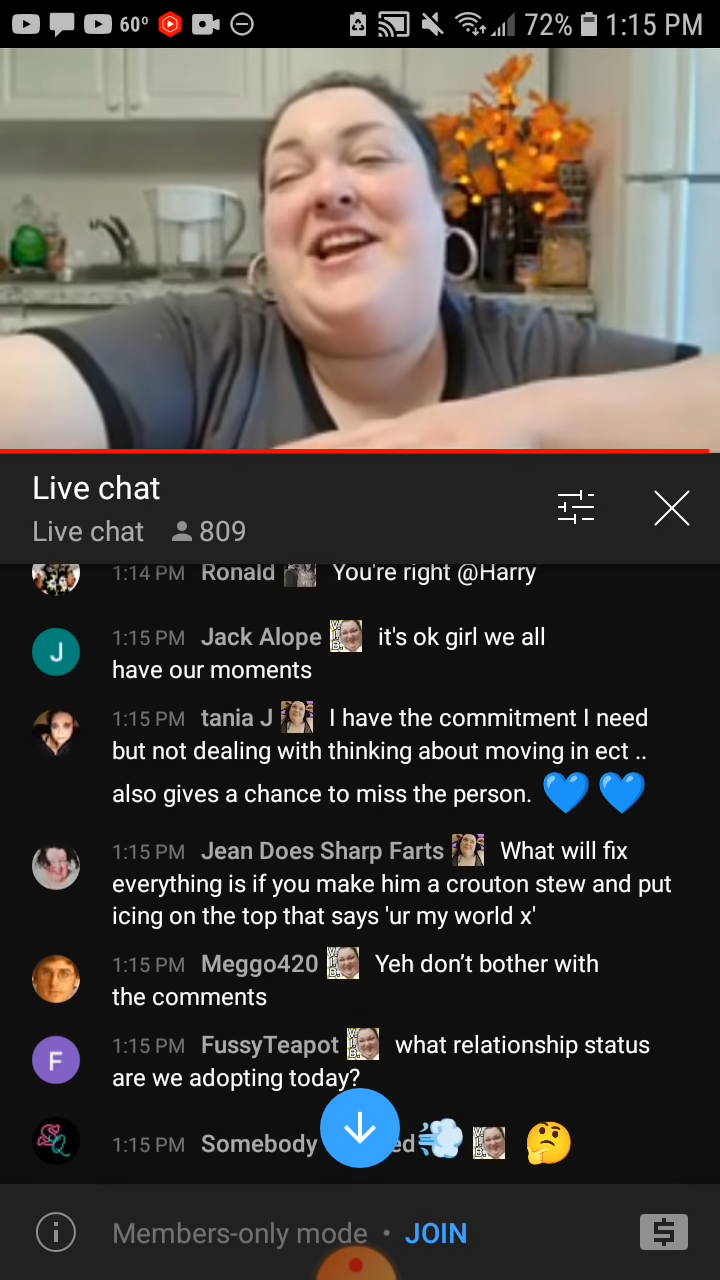 60° 72% 1:15 PM
Live chat
Live chat 809
1:14 PM Ronald You're right @Harry
1:15 PM Jack Alope it's ok girl we all
have our moments
1:15 PM tania J I have the commitment I need
but not dealing with thinking about moving in ect ..
also gives a chance to miss the person. 💙💙
1:15 PM Jean Does Sharp Farts What will fix
everything is if you make him a crouton stew and put
icing on the top that says 'ur my world x'
1:15 PM Meggo420 Yeh don’t bother with
the comments
1:15 PM FussyTeapot what relationship status
are we adopting today?
1:15 PM Somebody ed💨 🤔
Members-only mode • JOIN